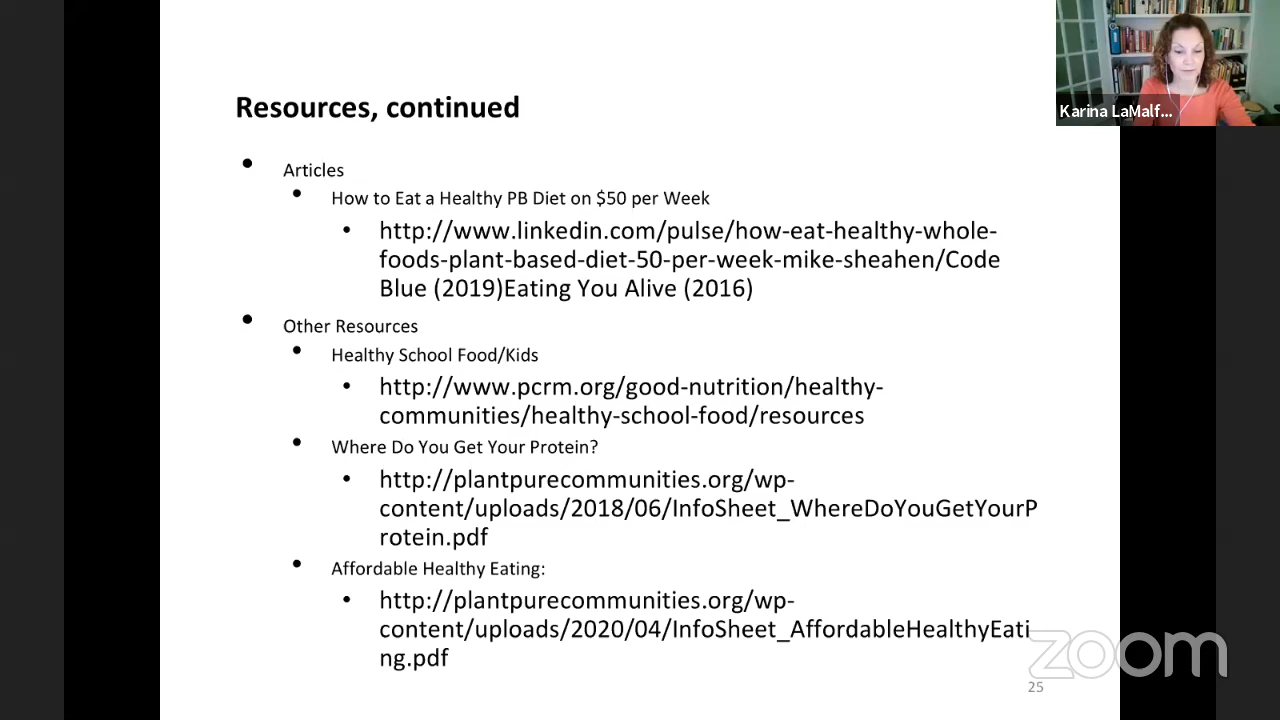 Resources, continued
Karina LaMalf...
• Articles
• How to Eat a Healthy PB Diet on $50 per Week
• http://www.linkedin.com/pulse/how-eat-healthy-whole-
foods-plant-based-diet-50-per-week-mike-sheahen/Code
Blue (2019)Eating You Alive (2016)
• Other Resources
• Healthy School Food/Kids
• http://www.pcrm.org/good-nutrition/healthy-
communities/healthy-school-food/resources
• Where Do You Get Your Protein?
• http://plantpurecommunities.org/wp-
content/uploads/2018/06/InfoSheet_WhereDoYouGetYourP
rotein.pdf
• Affordable Healthy Eating:
• http://plantpurecommunities.org/wp-
content/uploads/2020/04/InfoSheet_AffordableHealthyEati
ng.pdf
zoom
25